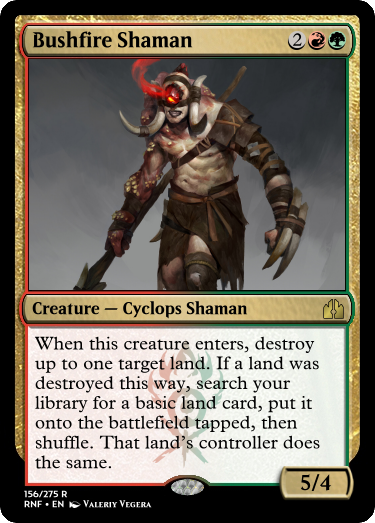 Bushfire Shaman 2
Creature — Cyclops Shaman
When this creature enters, destroy
up to one target land. If a land was
destroyed this way, search your
library for a basic land card, put it
onto the battlefield tapped, then
shuffle. That land's controller does
the same.
5/4
156/275 R
RNF • EN Valeriy Vegera